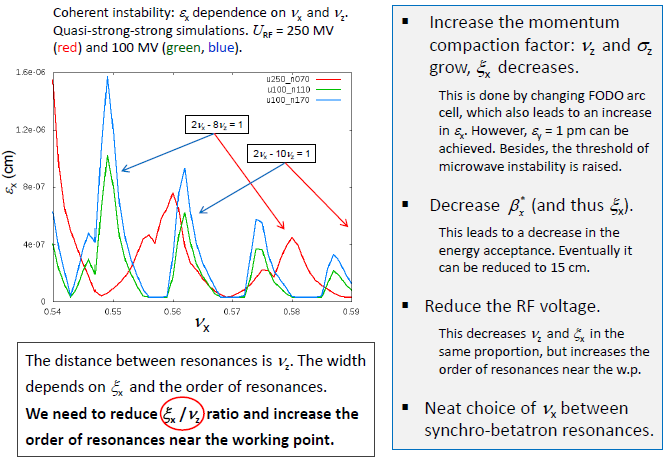 Coherent instability: εx dependence on νx and νz.
Quasi-strong-strong simulations. URF = 250 MV
(red) and 100 MV (green, blue).
1.6e-06
1.2e-06
8e-07
4e-07
0
εx (cm)
u250_n070
u100_n110
u100_n170
2νx - 8νz = 1
2νx - 10νz = 1
0.54
0.55
0.56
0.57
0.58
0.59
νx
The distance between resonances is νz. The width
depends on ξx and the order of resonances.
We need to reduce ξx / νz ratio and increase the
order of resonances near the working point.
▪ Increase the momentum
compaction factor: νz and σz
grow, ξx decreases.
This is done by changing FODO arc
cell, which also leads to an increase
in εx. However, εy = 1 pm can be
achieved. Besides, the threshold of
microwave instability is raised.
▪ Decrease β*x (and thus ξx).
This leads to a decrease in the
energy acceptance. Eventually it
can be reduced to 15 cm.
▪ Reduce the RF voltage.
This decreases νz and ξx in the
same proportion, but increases the
order of resonances near the w.p.
▪ Neat choice of νx between
synchro-betatron resonances.